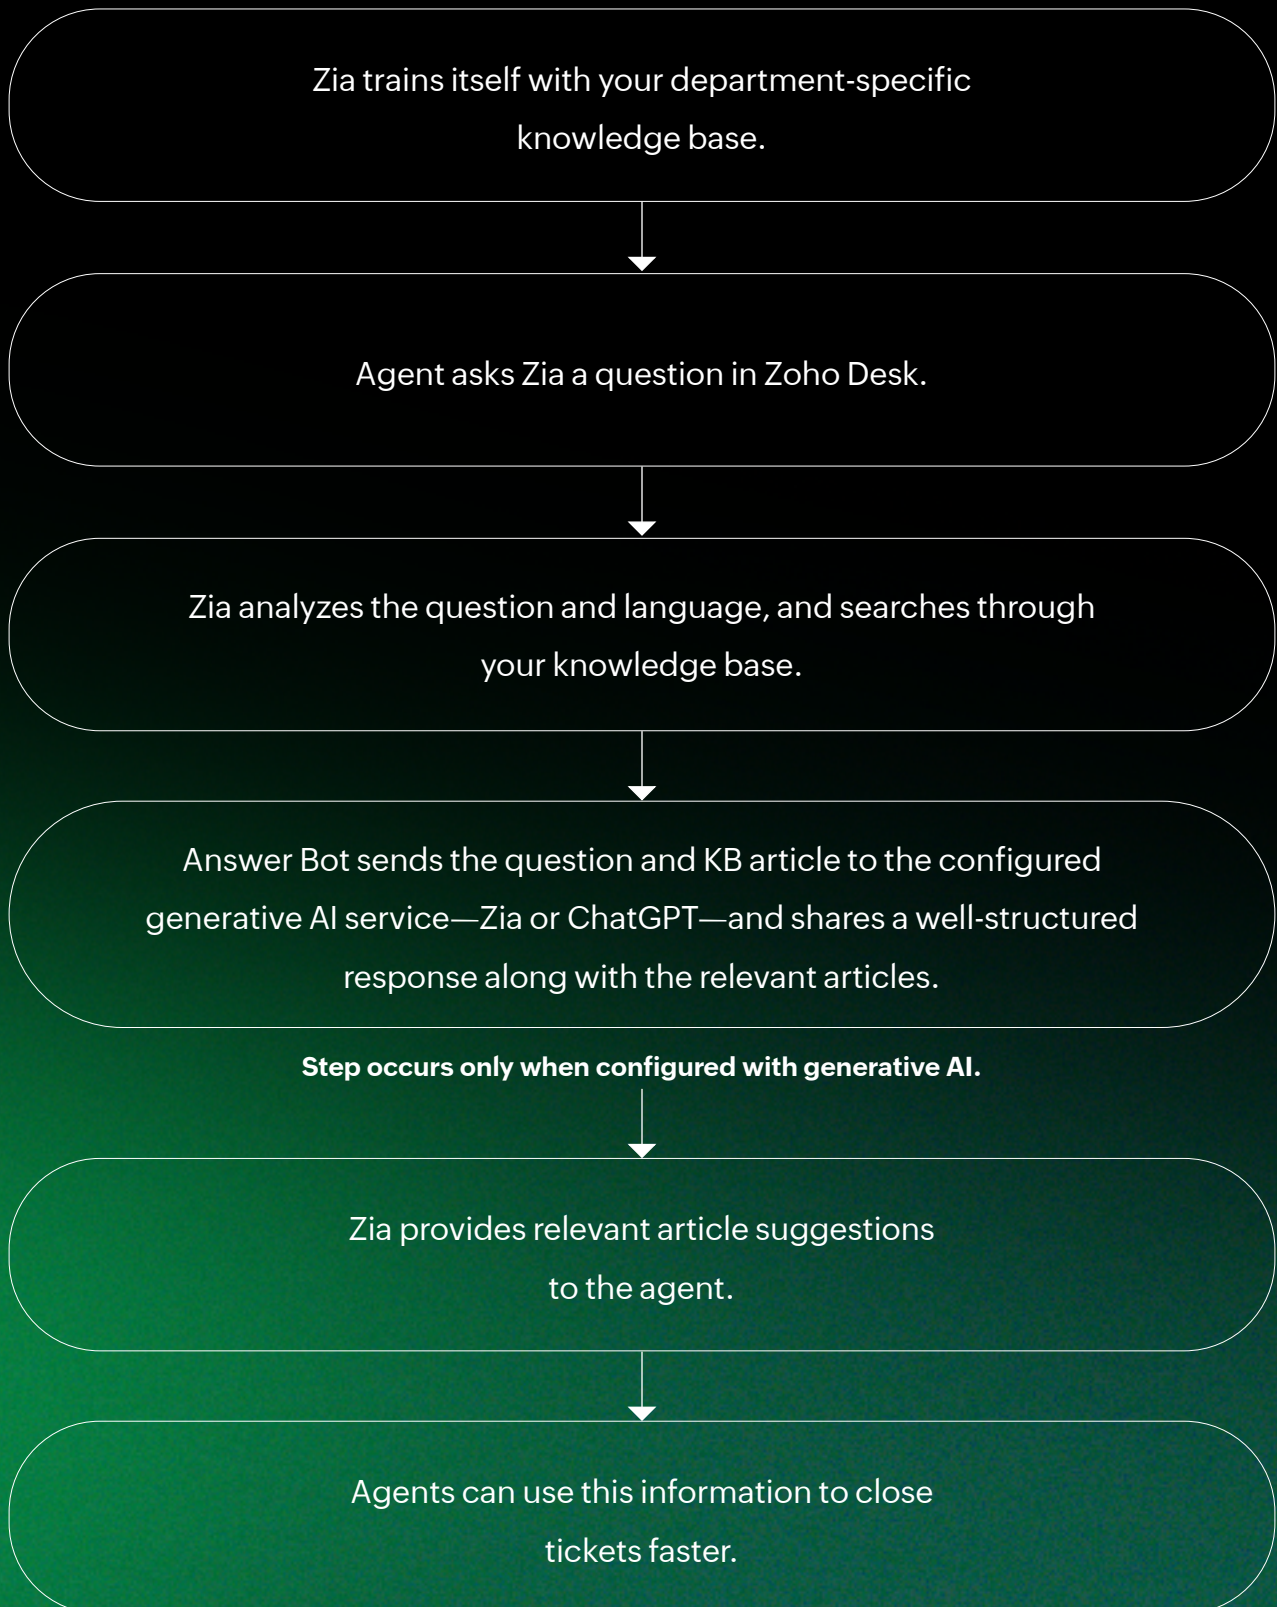 Zia trains itself with your department-specific
knowledge base.
Agent asks Zia a question in Zoho Desk.
Zia analyzes the question and language, and searches through
your knowledge base.
Answer Bot sends the question and KB article to the configured
generative AI service—Zia or ChatGPT—and shares a well-structured
response along with the relevant articles.
Step occurs only when configured with generative AI.
Zia provides relevant article suggestions
to the agent.
Agents can use this information to close
tickets faster.